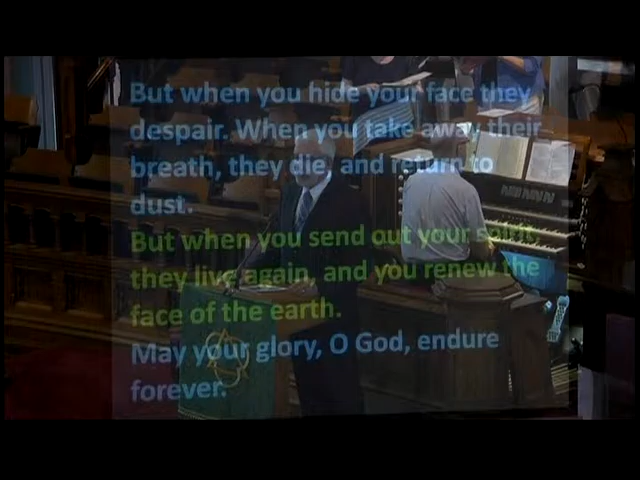 But when you hide your face they
despair. When you take away their
breath, they die, and return to
dust.
But when you send out your spirit,
they live again, and you renew the
face of the earth.
May your glory, O God, endure
forever.